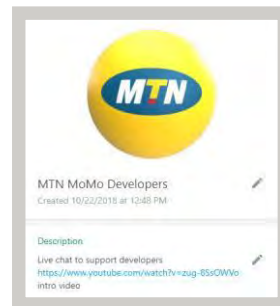 MTN
MTN MoMo Developers
Created 10/22/2018 at 12:48 PM
Description
Live chat to support developers
https://www.youtube.com/watch?v=zug-8SsOWVo
intro video